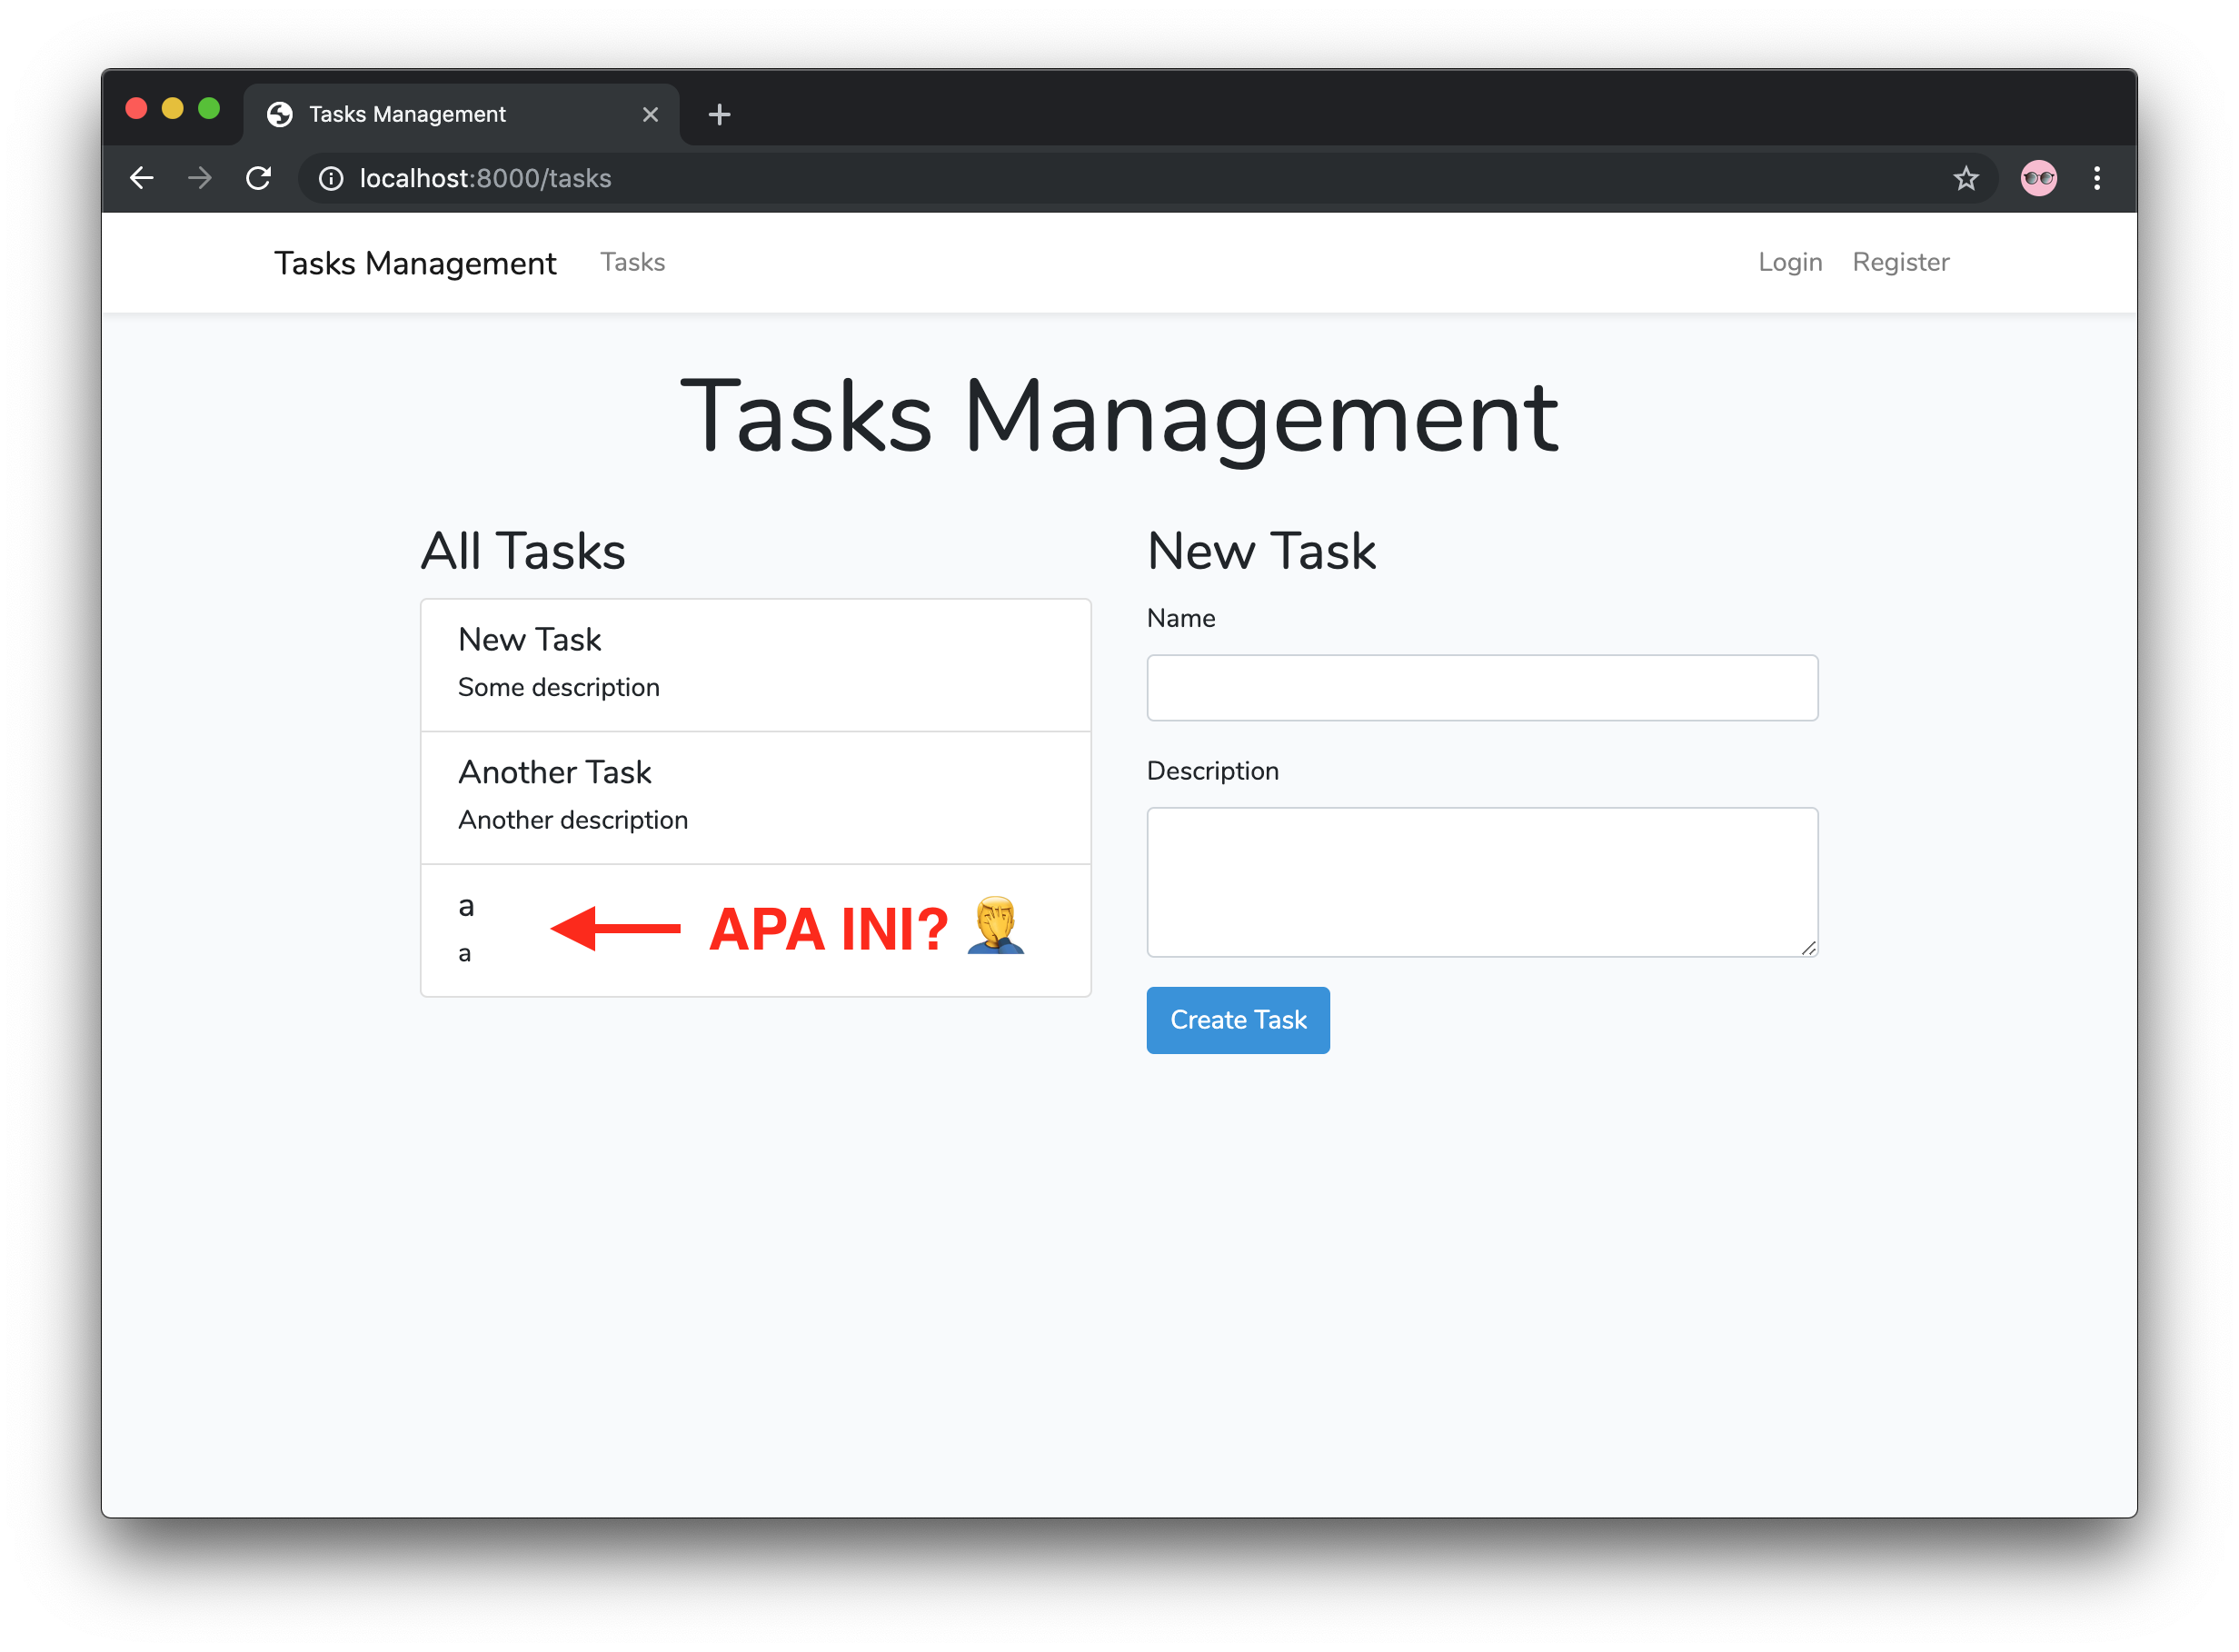 Tasks Management
localhost:8000/tasks
Tasks Management Tasks Login Register
Tasks Management
All Tasks
New Task
Some description
Another Task
Another description
a
a
APA INI? 🤦‍♂️
New Task
Name
Description
Create Task